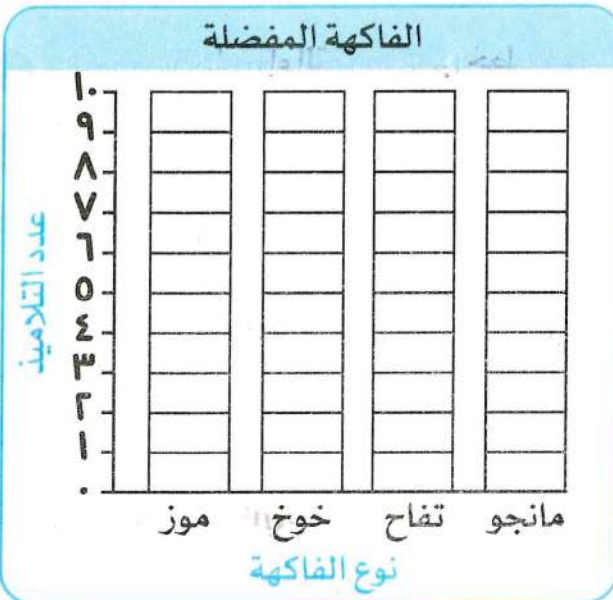 الفاكهة المفضلة
١٠
٩
٨
٧
٦
٥
٤
٣
٢
١
٠
عدد التلاميذ
موز خوخ تفاح مانجو
نوع الفاكهة